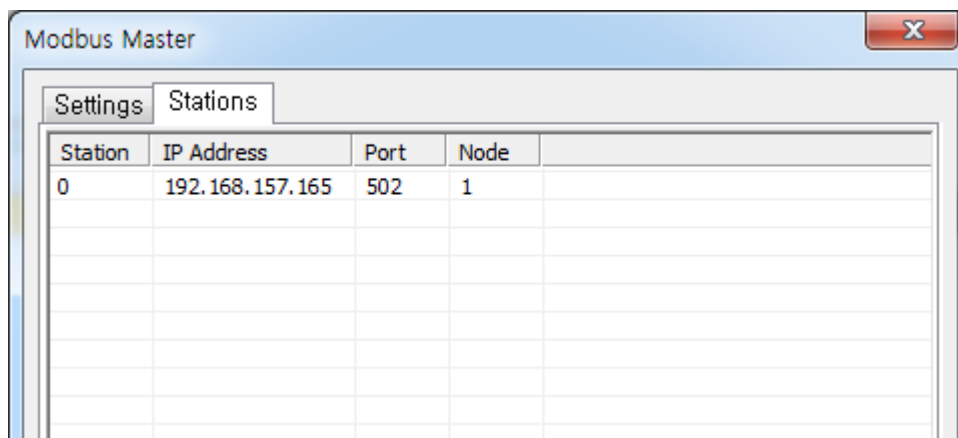 Modbus Master
Settings Stations
Station IP Address Port Node
0 192.168.157.165 502 1